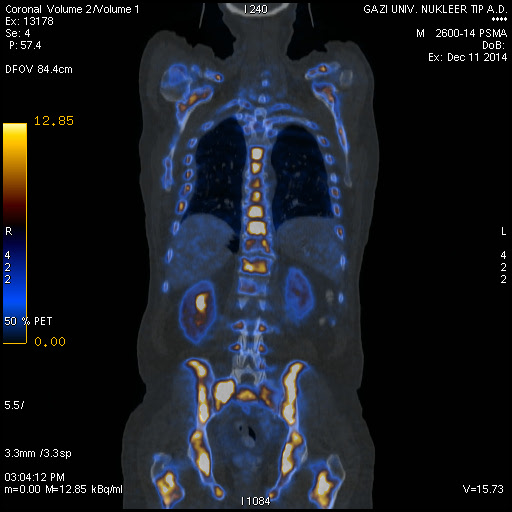 Coronal Volume 2/Volume 1
Ex: 13178
Se: 4
P: 57.4
DFOV 84.4cm
I 240
GAZI UNIV. NUKLEER TIP A.D.
****
M 2600-14 PSMA
DoB:
Ex: Dec 11 2014
12.85
R
4
2
2
L
4
2
2
50 % PET
0.00
5.5/
3.3mm /3.3sp
03:04:12 PM
m=0.00 M=12.85 kBq/ml
I 1084
V=15.73